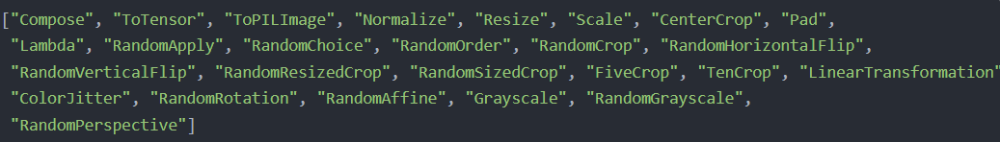 ["Compose", "ToTensor", "ToPILImage", "Normalize", "Resize", "Scale", "CenterCrop", "Pad",
"Lambda", "RandomApply", "RandomChoice", "RandomOrder", "RandomCrop", "RandomHorizontalFlip",
"RandomVerticalFlip", "RandomResizedCrop", "RandomSizedCrop", "FiveCrop", "TenCrop", "LinearTransformation"
"ColorJitter", "RandomRotation", "RandomAffine", "Grayscale", "RandomGrayscale",
"RandomPerspective"]